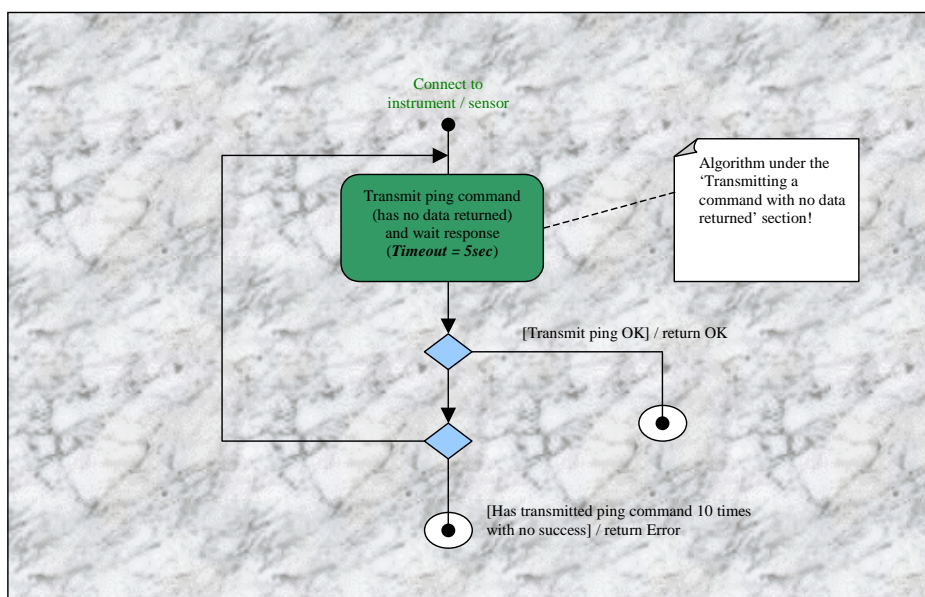 Connect to
instrument / sensor
Transmit ping command
(has no data returned)
and wait response
(Timeout = 5sec)
Algorithm under the
‘Transmitting a
command with no data
returned’ section!
[Transmit ping OK] / return OK
[Has transmitted ping command 10 times
with no success] / return Error